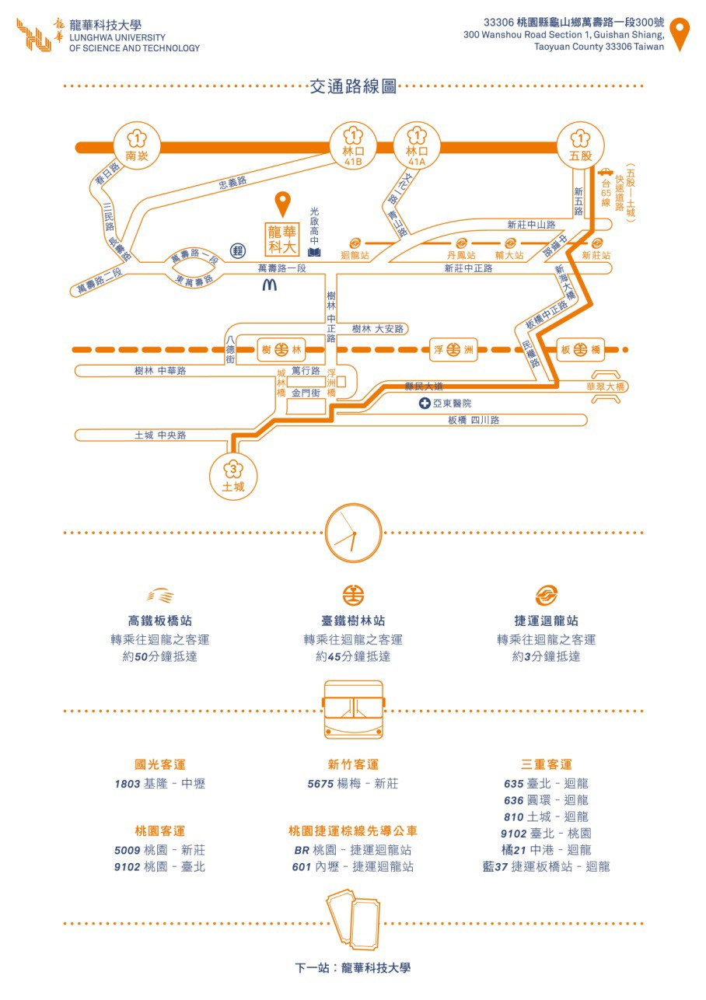 龍華
龍華科技大學
LUNGHWA UNIVERSITY
OF SCIENCE AND TECHNOLOGY
33306 桃園縣龜山鄉萬壽路一段300號
300 Wanshou Road Section 1, Guishan Shiang,
Taoyuan County 33306 Taiwan
交通路線圖
1
南崁
1
林口
41B
1
林口
41A
1
五股
(五股—土城)
快速道路
台65線
春日路
忠義路
文化一路
新五路
三民路
青山路
新莊中山路
龍華
科大
光啟高中
長壽路
郵
迴龍站
丹鳳站
輔大站
新莊站
萬壽路一段
萬壽路一段
新莊中正路
萬壽路二段
東萬壽路
新海大橋
樹林 中正路
板橋中正路
樹林 大安路
八德街
民權路
樹 林
浮 洲
板 橋
樹林 中華路
篤行路
城林橋
浮洲橋
金門街
縣民大道
華翠大橋
亞東醫院
板橋 四川路
土城 中央路
3
土城
高鐵板橋站
轉乘往迴龍之客運
約50分鐘抵達
臺鐵樹林站
轉乘往迴龍之客運
約45分鐘抵達
捷運迴龍站
轉乘往迴龍之客運
約3分鐘抵達
國光客運
1803 基隆 - 中壢
新竹客運
5675 楊梅 - 新莊
三重客運
635 臺北 - 迴龍
636 圓環 - 迴龍
810 土城 - 迴龍
9102 臺北 - 桃園
橘21 中港 - 迴龍
藍37 捷運板橋站 - 迴龍
桃園客運
5009 桃園 - 新莊
9102 桃園 - 臺北
桃園捷運棕線先導公車
BR 桃園 - 捷運迴龍站
601 內壢 - 捷運迴龍站
下一站：龍華科技大學